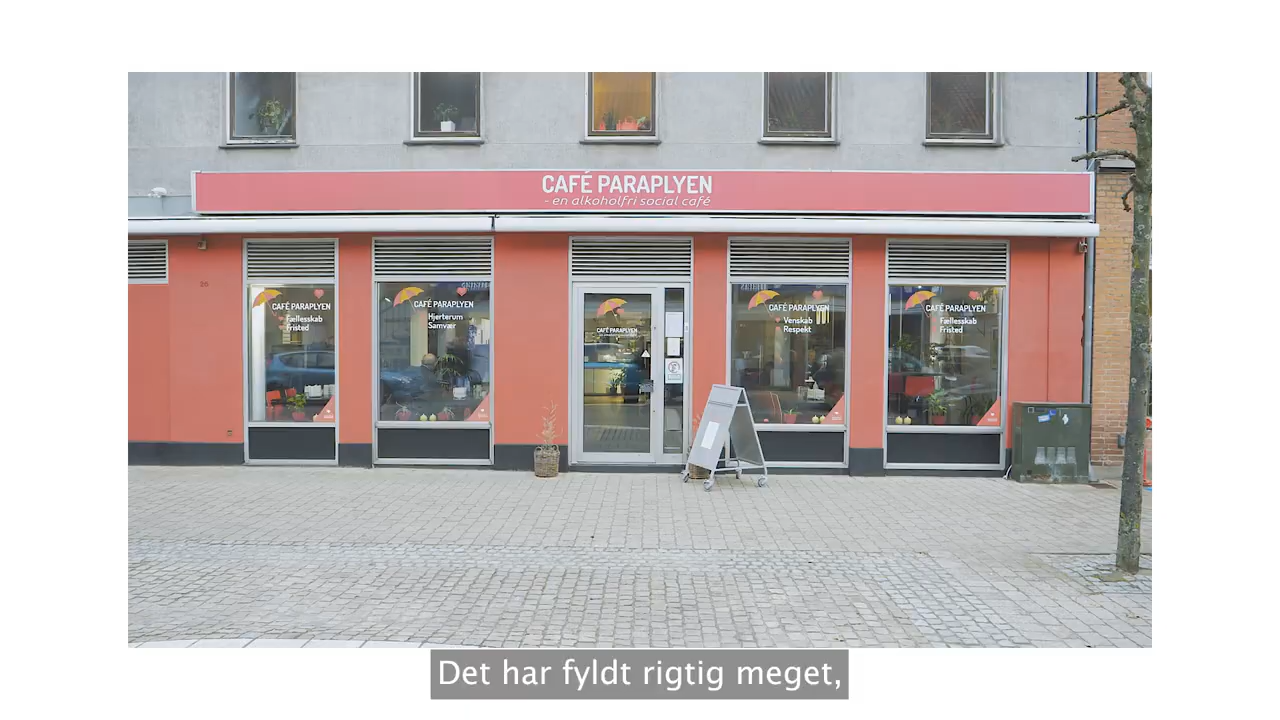 CAFÉ PARAPLYEN
- en alkoholfri social café
20
CAFÉ PARAPLYEN
Fællesskab
Fristed
CAFÉ PARAPLYEN
Hjerterum
Samvær
CAFÉ PARAPLYEN
CAFÉ PARAPLYEN
Venskab
Respekt
CAFÉ PARAPLYEN
Fællesskab
Fristed
Det har fyldt rigtig meget,